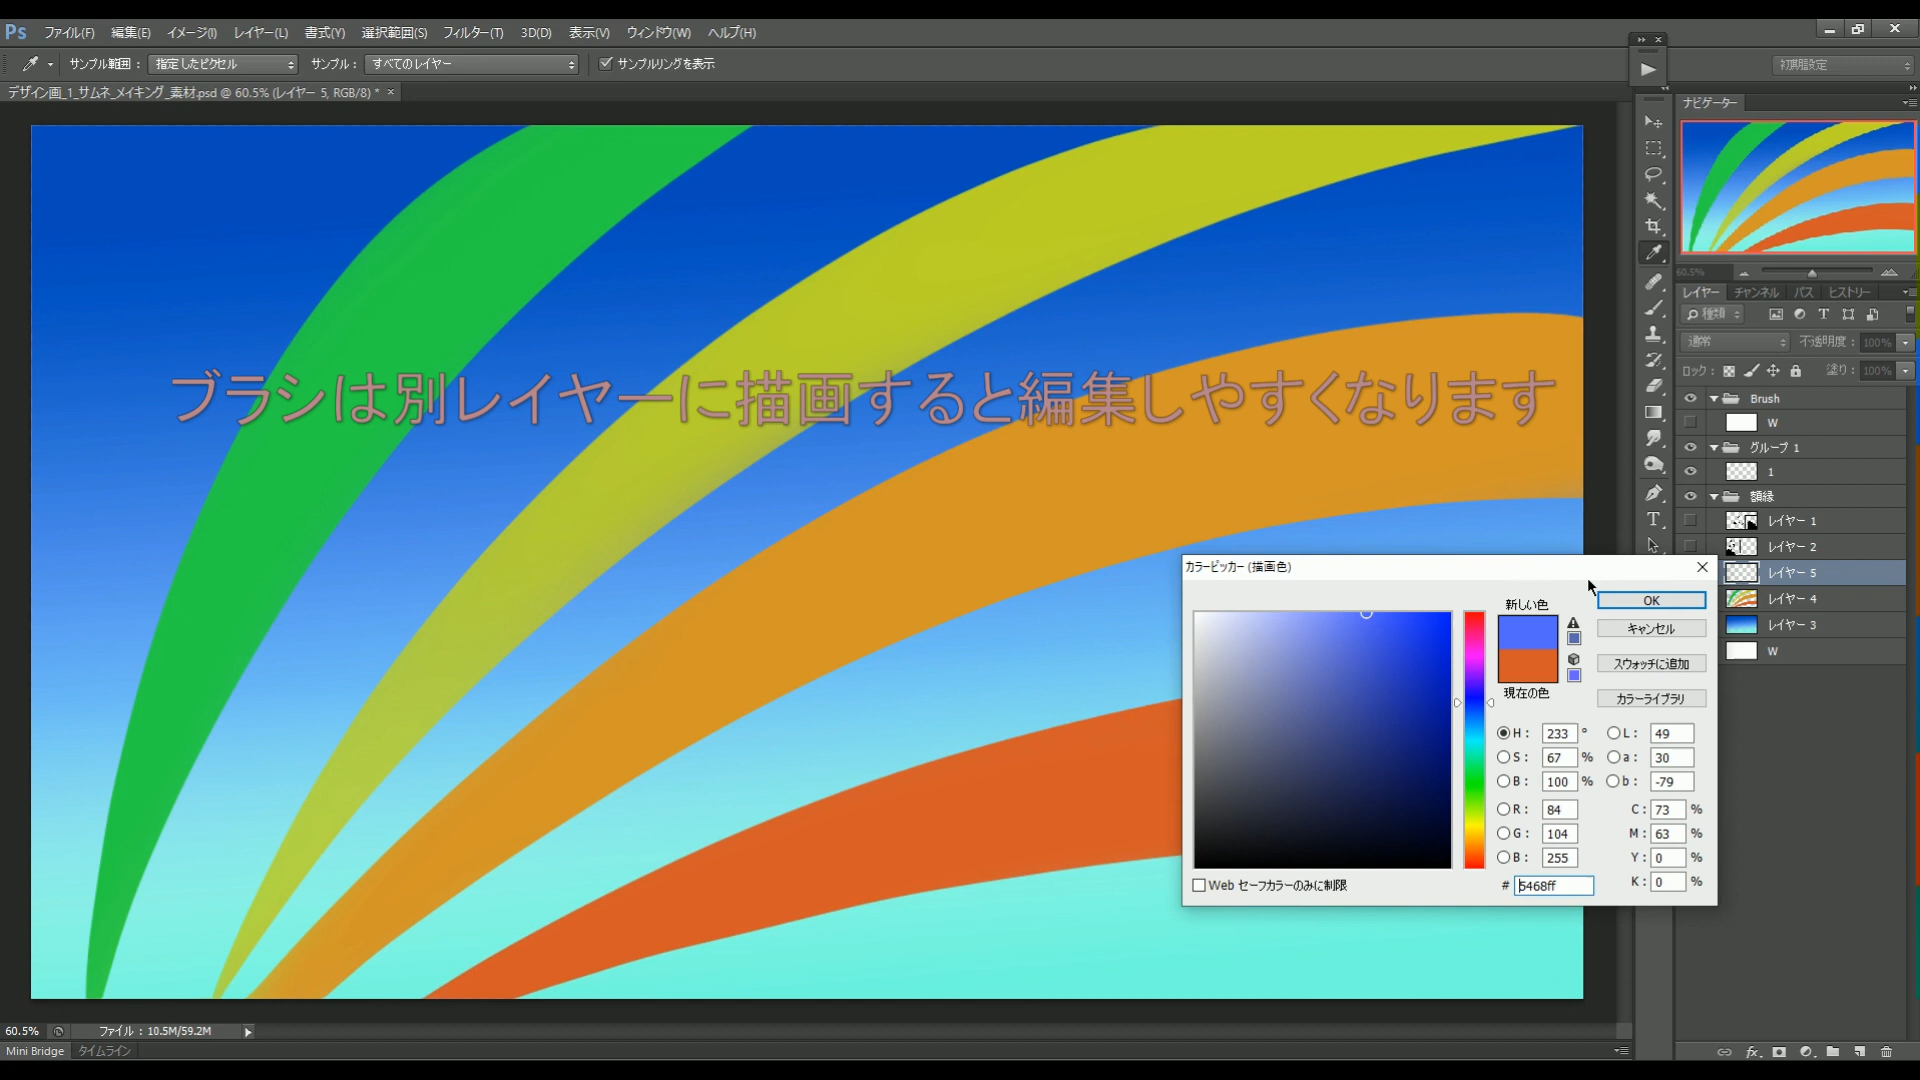 Ps ファイル(F) 編集(E) イメージ(I) レイヤー(L) 書式(Y) 選択範囲(S) フィルター(T) 3D(D) 表示(V) ウィンドウ(W) ヘルプ(H)
サンプル範囲 : 指定したピクセル サンプル : すべてのレイヤー サンプルリングを表示 初期設定
デザイン画_1_サムネ_メイキング_素材.psd @ 60.5% (レイヤー 5, RGB/8) * ×
ナビゲーター
60.5%
レイヤー チャンネル パス ヒストリー
種類
通常 不透明度 : 100%
ロック : 塗り : 100%
Brush
W
グループ 1
1
額縁
レイヤー 1
レイヤー 2
レイヤー 5
レイヤー 4
レイヤー 3
W
ブラシは別レイヤーに描画すると編集しやすくなります
カラーピッカー (描画色)
新しい色
現在の色
OK
キャンセル
スウォッチに追加
カラーライブラリ
H : 233 ° L : 49
S : 67 % a : 30
B : 100 % b : -79
R : 84 C : 73 %
G : 104 M : 63 %
B : 255 Y : 0 %
# 5468ff K : 0 %
Web セーフカラーのみに制限
60.5% ファイル : 10.5M/59.2M
Mini Bridge タイムライン